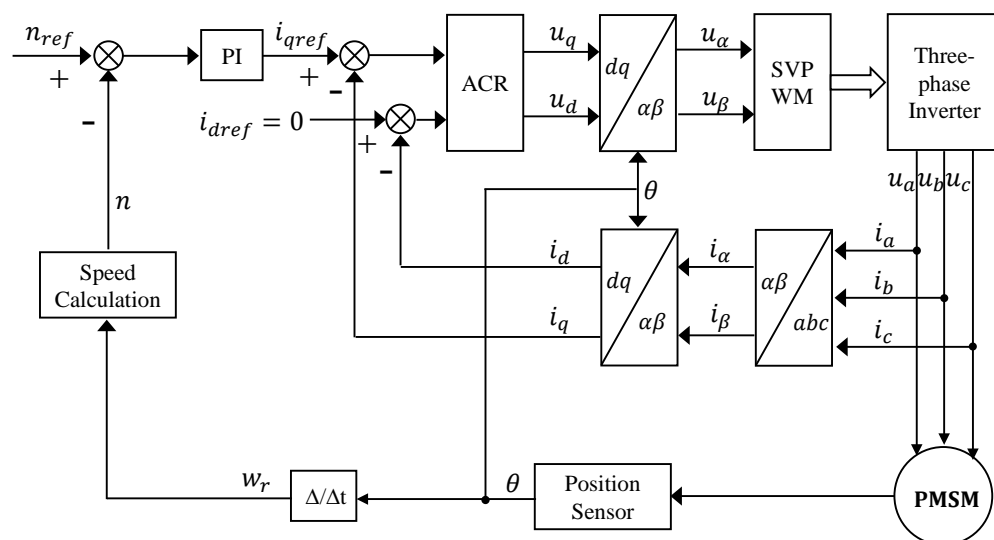 n_ref
+
-
PI
i_qref
+
-
i_dref = 0
+
-
ACR
u_q
u_d
dq
αβ
u_α
u_β
SVP
WM
Three-
phase
Inverter
u_a u_b u_c
θ
n
Speed
Calculation
i_d
i_q
dq
αβ
i_α
i_β
αβ
abc
i_a
i_b
i_c
w_r
Δ/Δt
θ
Position
Sensor
PMSM